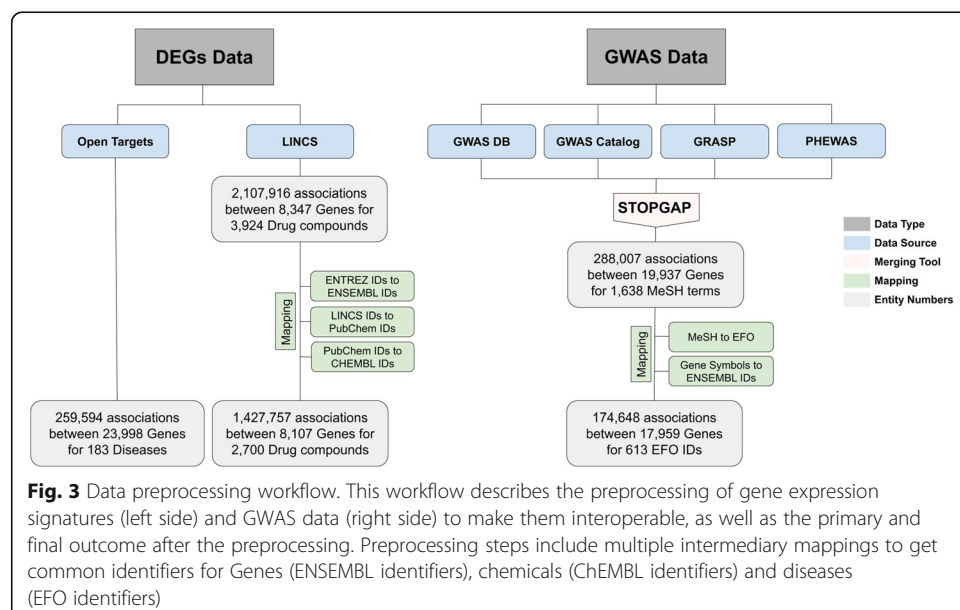 DEGs Data
GWAS Data
Open Targets
LINCS
GWAS DB
GWAS Catalog
GRASP
PHEWAS
2,107,916 associations
between 8,347 Genes for
3,924 Drug compounds
STOPGAP
Data Type
Data Source
Merging Tool
Mapping
Entity Numbers
288,007 associations
between 19,937 Genes
for 1,638 MeSH terms
Mapping
ENTREZ IDs to
ENSEMBL IDs
LINCS IDs to
PubChem IDs
PubChem IDs to
CHEMBL IDs
Mapping
MeSH to EFO
Gene Symbols to
ENSEMBL IDs
259,594 associations
between 23,998 Genes
for 183 Diseases
1,427,757 associations
between 8,107 Genes for
2,700 Drug compounds
174,648 associations
between 17,959 Genes
for 613 EFO IDs
Fig. 3 Data preprocessing workflow. This workflow describes the preprocessing of gene expression
signatures (left side) and GWAS data (right side) to make them interoperable, as well as the primary and
final outcome after the preprocessing. Preprocessing steps include multiple intermediary mappings to get
common identifiers for Genes (ENSEMBL identifiers), chemicals (ChEMBL identifiers) and diseases
(EFO identifiers)